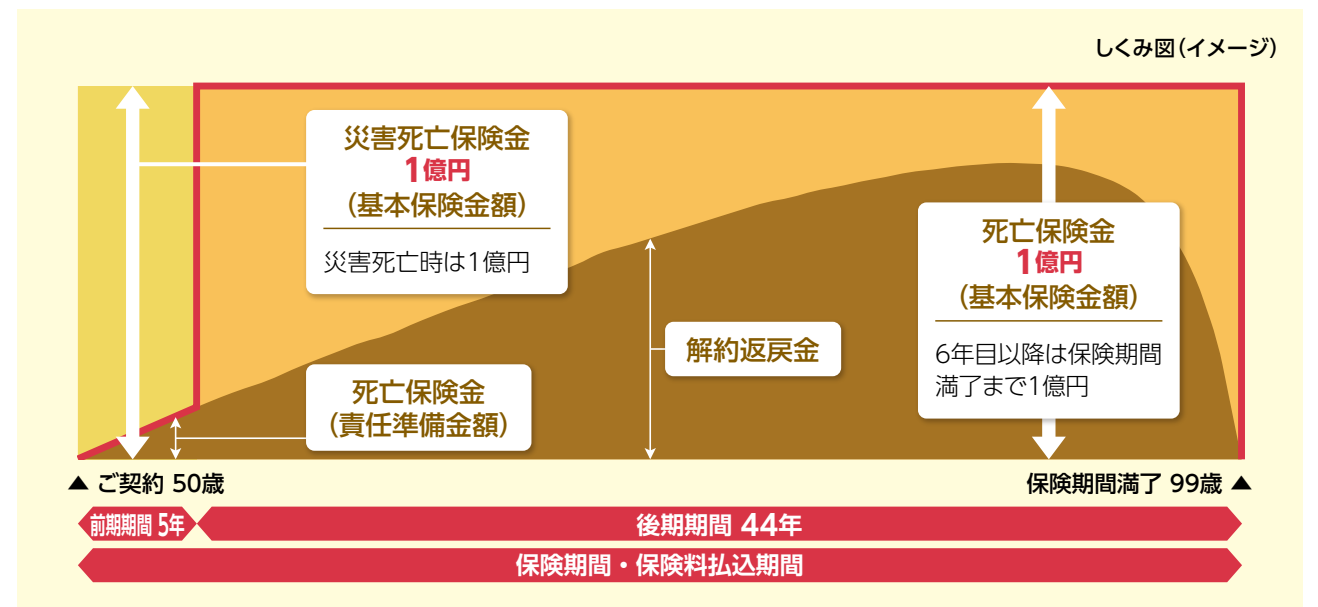 しくみ図(イメージ)
災害死亡保険金
1億円
(基本保険金額)
災害死亡時は1億円
死亡保険金
(責任準備金額)
解約返戻金
死亡保険金
1億円
(基本保険金額)
6年目以降は保険期間
満了まで1億円
▲ ご契約 50歳
保険期間満了 99歳 ▲
前期期間 5年
後期期間 44年
保険期間・保険料払込期間